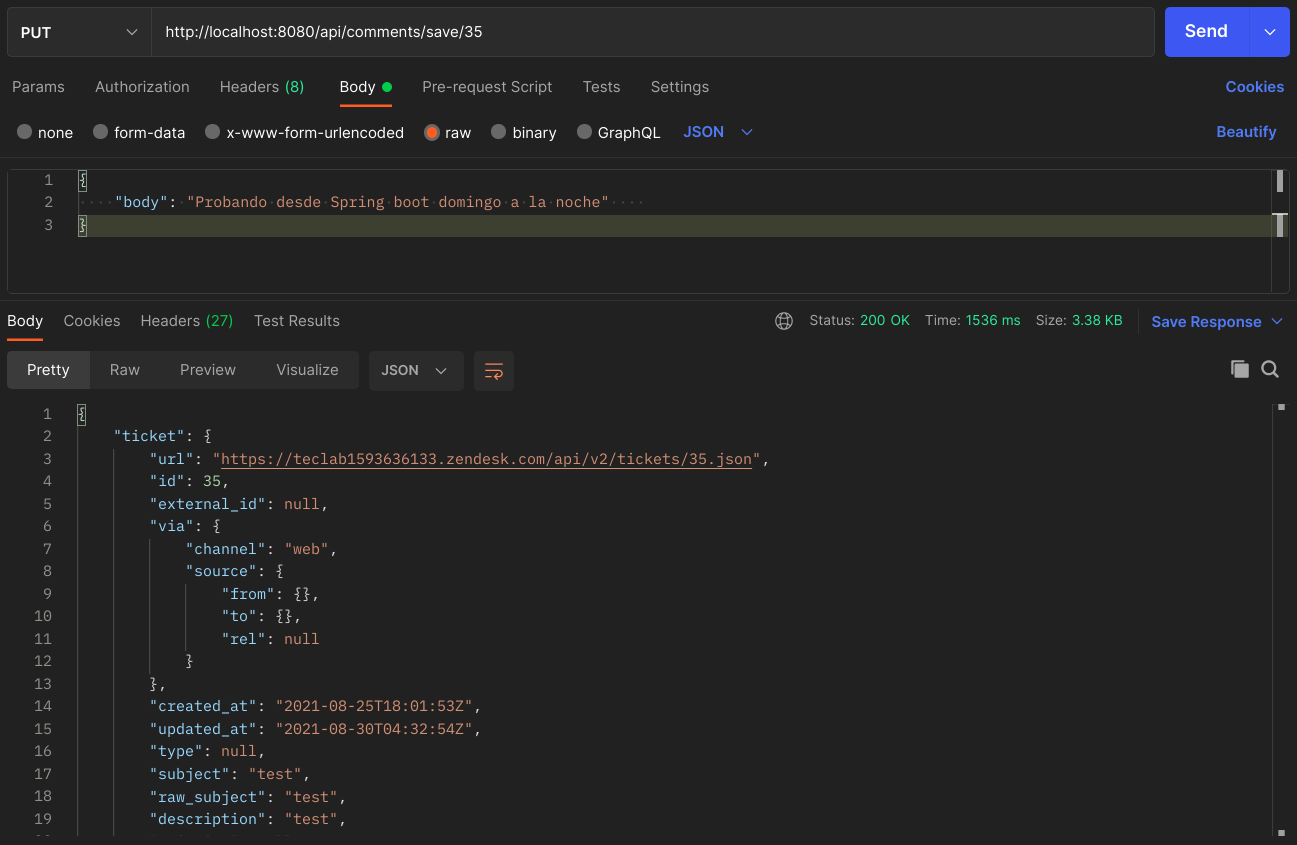 PUT http://localhost:8080/api/comments/save/35 Send
Params Authorization Headers (8) Body Pre-request Script Tests Settings Cookies
none form-data x-www-form-urlencoded raw binary GraphQL JSON Beautify
1 {
2 "body": "Probando desde Spring boot domingo a la noche"
3 }
Body Cookies Headers (27) Test Results Status: 200 OK Time: 1536 ms Size: 3.38 KB Save Response
Pretty Raw Preview Visualize JSON
1 {
2 "ticket": {
3 "url": "https://teclab1593636133.zendesk.com/api/v2/tickets/35.json",
4 "id": 35,
5 "external_id": null,
6 "via": {
7 "channel": "web",
8 "source": {
9 "from": {},
10 "to": {},
11 "rel": null
12 }
13 },
14 "created_at": "2021-08-25T18:01:53Z",
15 "updated_at": "2021-08-30T04:32:54Z",
16 "type": null,
17 "subject": "test",
18 "raw_subject": "test",
19 "description": "test",